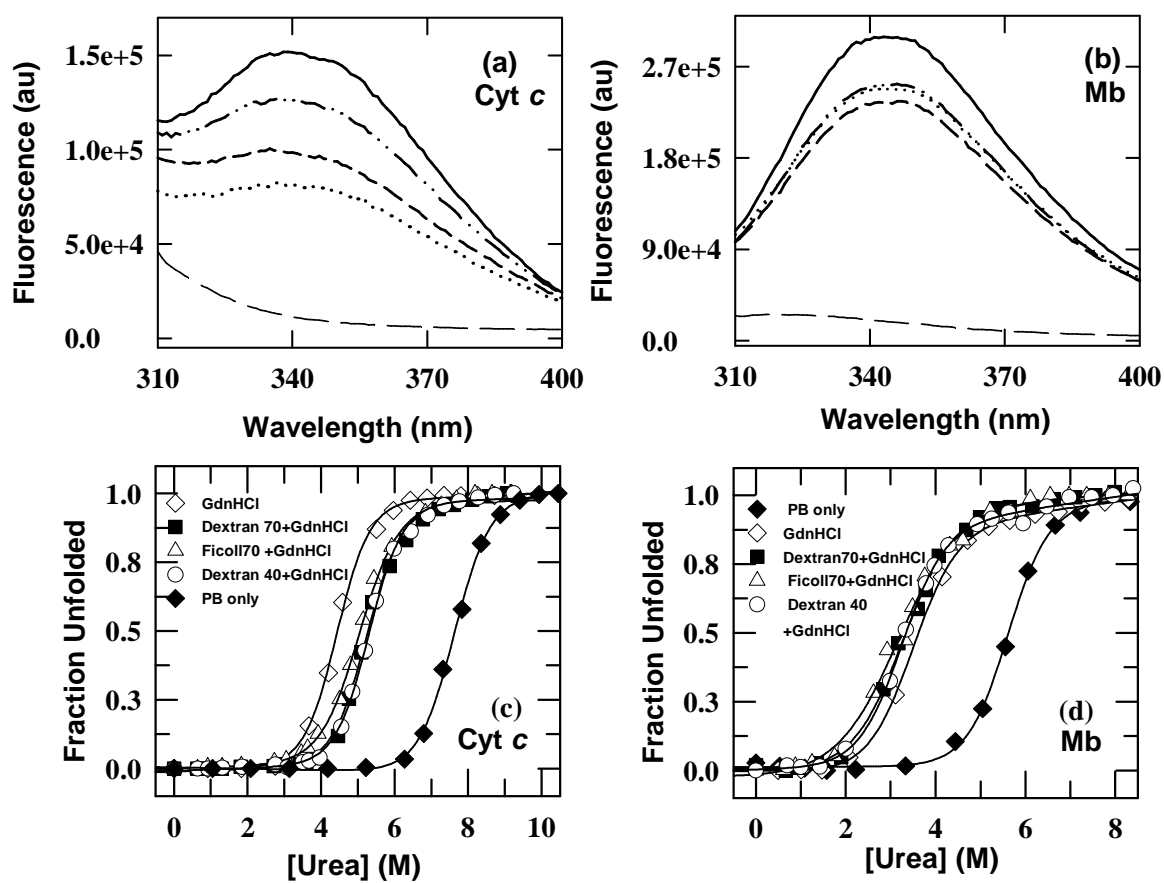 (a)
Cyt c
Fluorescence (au)
1.5e+5
1.0e+5
5.0e+4
0.0
310 340 370 400
Wavelength (nm)
(b)
Mb
Fluorescence (au)
2.7e+5
1.8e+5
9.0e+4
0.0
310 340 370 400
Wavelength (nm)
Fraction Unfolded
1.0
0.8
0.5
0.3
0.0
GdnHCl
Dextran 70+GdnHCl
Ficoll70 +GdnHCl
Dextran 40+GdnHCl
PB only
(c)
Cyt c
0 2 4 6 8 10
[Urea] (M)
Fraction Unfolded
1.0
0.8
0.5
0.3
0.0
PB only
GdnHCl
Dextran70+GdnHCl
Ficoll70+GdnHCl
Dextran 40
+GdnHCl
(d)
Mb
0 2 4 6 8
[Urea] (M)